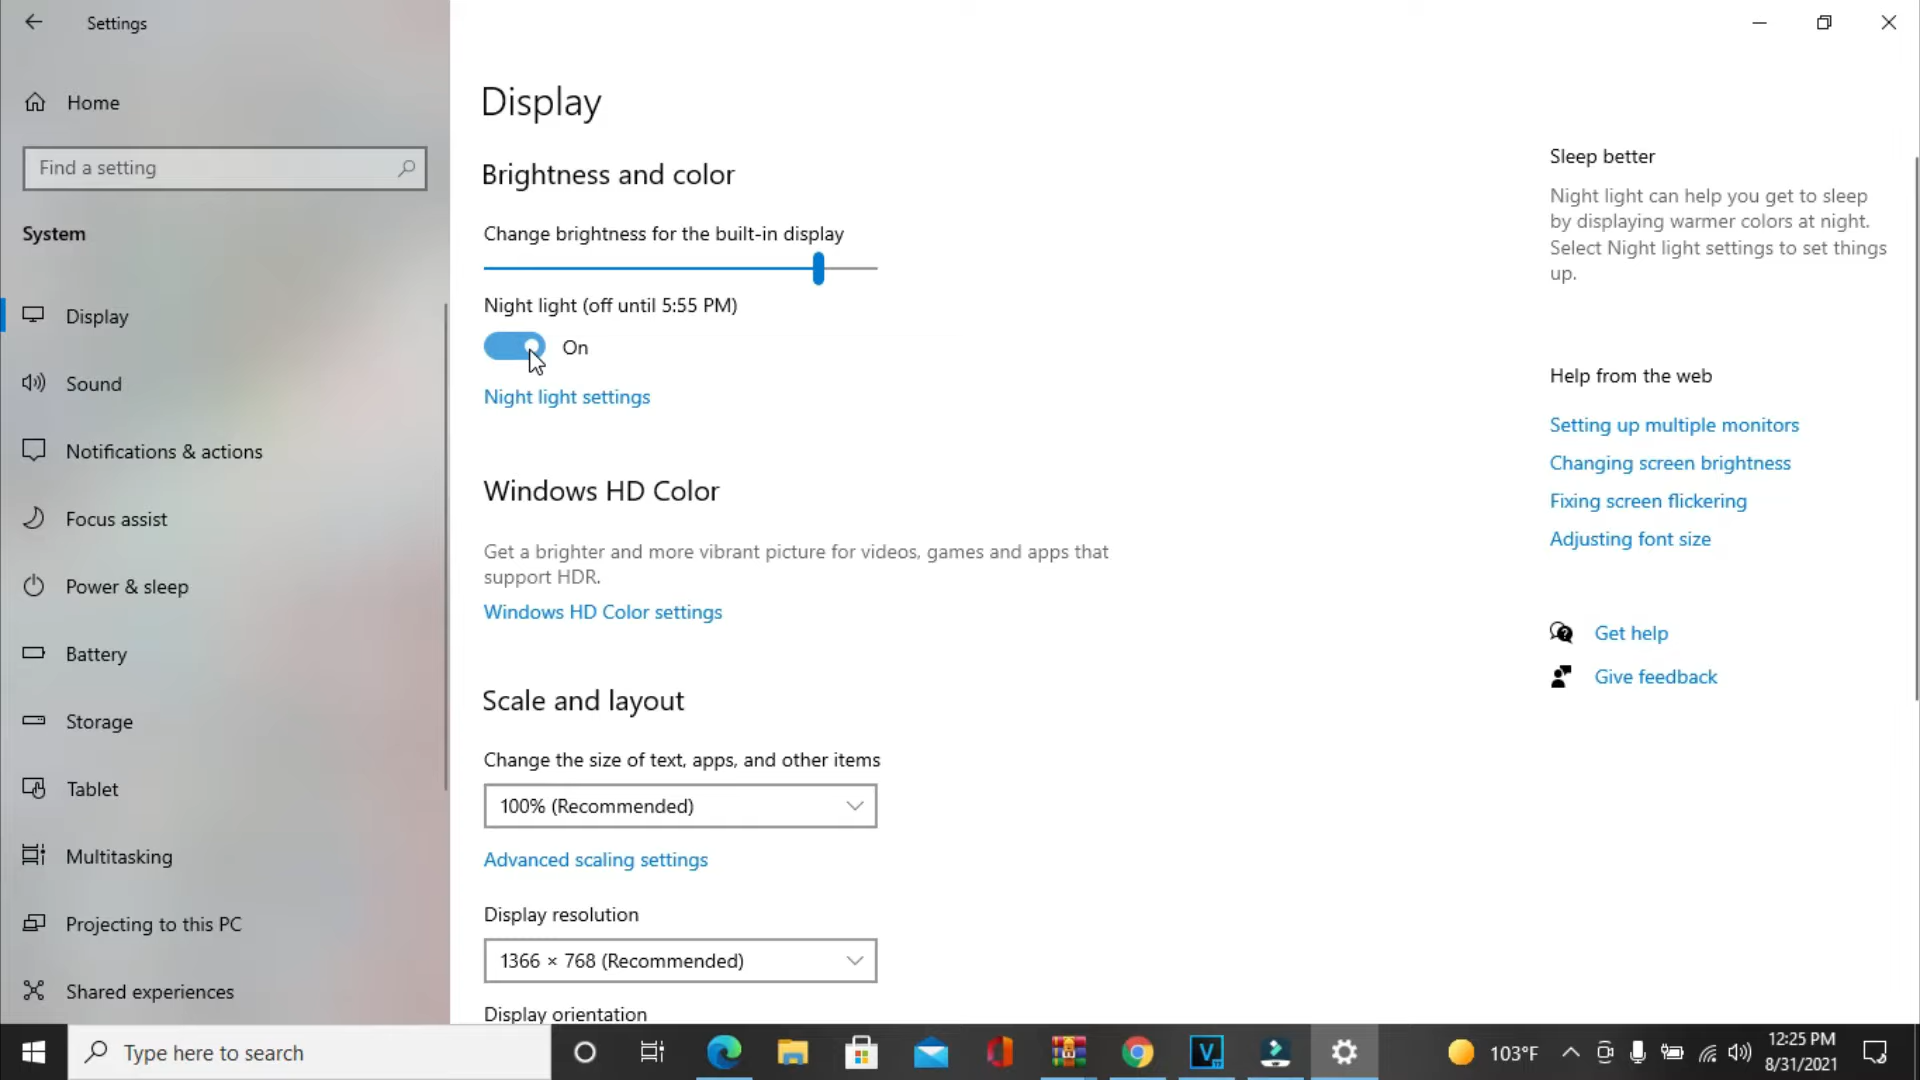 Settings
Home
Find a setting
System
Display
Sound
Notifications & actions
Focus assist
Power & sleep
Battery
Storage
Tablet
Multitasking
Projecting to this PC
Shared experiences
Display
Brightness and color
Change brightness for the built-in display
Night light (off until 5:55 PM)
On
Night light settings
Windows HD Color
Get a brighter and more vibrant picture for videos, games and apps that
support HDR.
Windows HD Color settings
Scale and layout
Change the size of text, apps, and other items
100% (Recommended)
Advanced scaling settings
Display resolution
1366 × 768 (Recommended)
Display orientation
Sleep better
Night light can help you get to sleep
by displaying warmer colors at night.
Select Night light settings to set things
up.
Help from the web
Setting up multiple monitors
Changing screen brightness
Fixing screen flickering
Adjusting font size
Get help
Give feedback
Type here to search
103°F
12:25 PM
8/31/2021